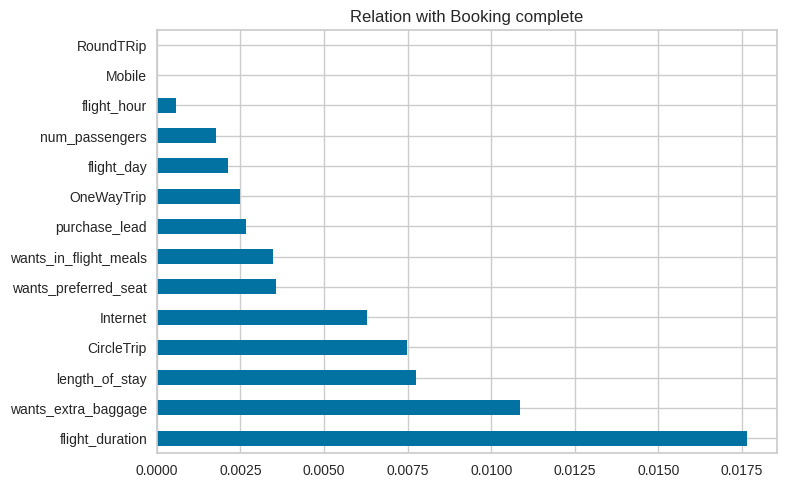 Relation with Booking complete
RoundTRip
Mobile
flight_hour
num_passengers
flight_day
OneWayTrip
purchase_lead
wants_in_flight_meals
wants_preferred_seat
Internet
CircleTrip
length_of_stay
wants_extra_baggage
flight_duration
0.0000 0.0025 0.0050 0.0075 0.0100 0.0125 0.0150 0.0175